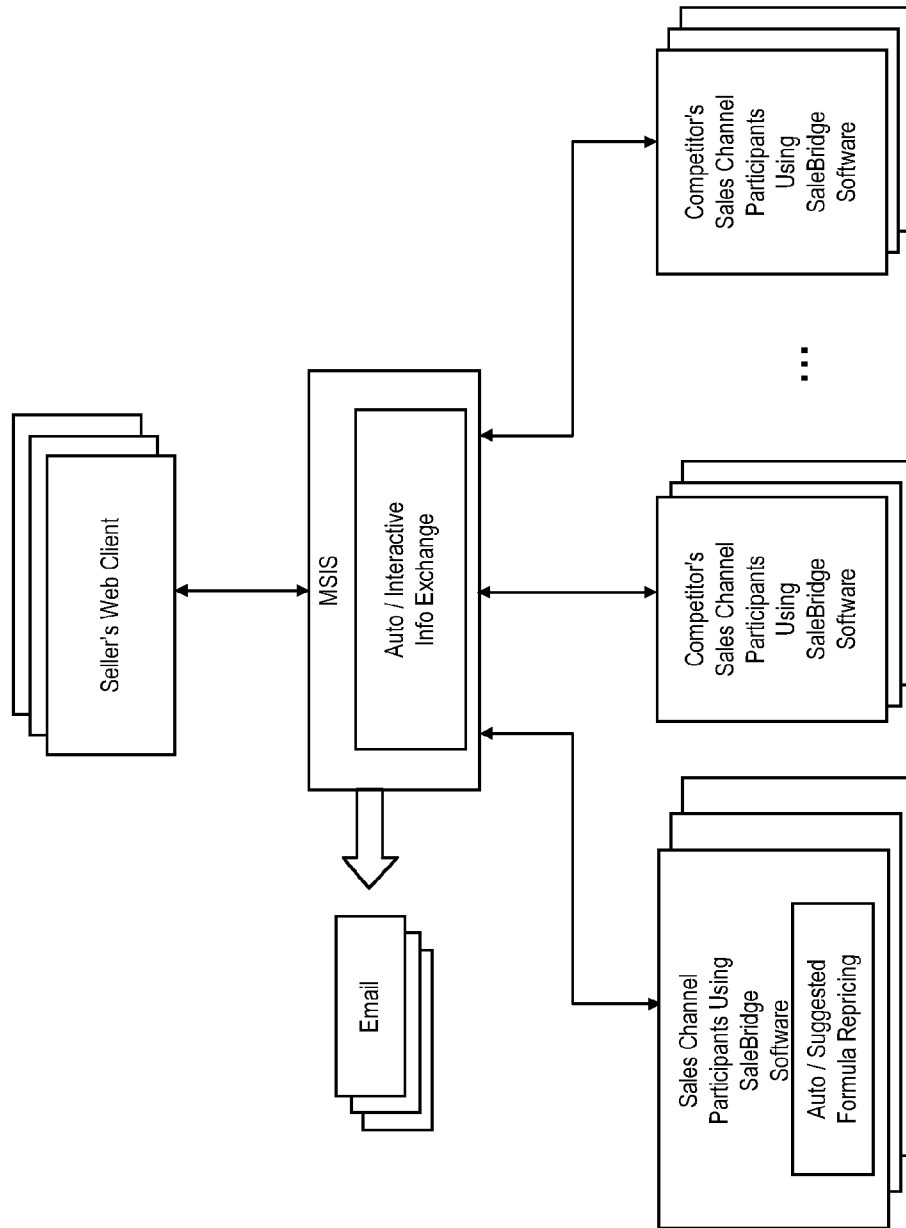 Seller's Web Client
MSIS
Auto / Interactive
Info Exchange
Email
Sales Channel
Participants Using
SaleBridge
Software
Auto / Suggested
Formula Repricing
Competitor's
Sales Channel
Participants
Using
SaleBridge
Software
...
Competitor's
Sales Channel
Participants
Using
SaleBridge
Software